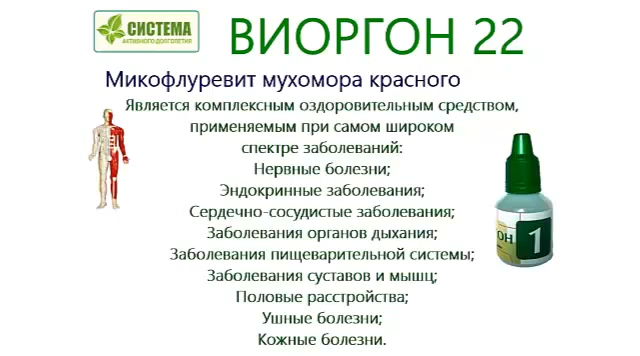 СИСТЕМА
АКТИВНОГО ДОЛГОЛЕТИЯ
ВИОРГОН 22
Микофлуревит мухомора красного
Является комплексным оздоровительным средством,
применяемым при самом широком
спектре заболеваний:
Нервные болезни;
Эндокринные заболевания;
Сердечно-сосудистые заболевания;
Заболевания органов дыхания;
Заболевания пищеварительной системы;
Заболевания суставов и мышц;
Половые расстройства;
Ушные болезни;
Кожные болезни.
ОН 1